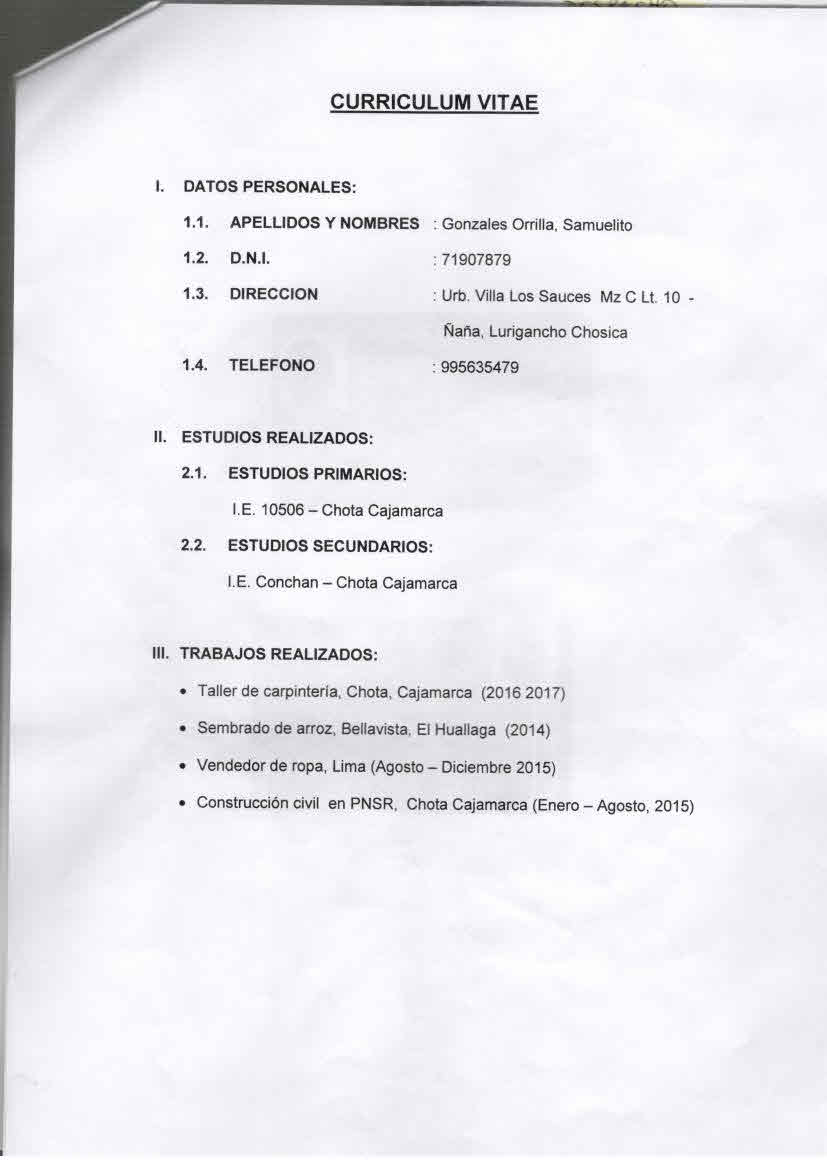 CURRICULUM VITAE
I. DATOS PERSONALES:
1.1. APELLIDOS Y NOMBRES : Gonzales Orrilla, Samuelito
1.2. D.N.I. : 71907879
1.3. DIRECCION : Urb. Villa Los Sauces Mz C Lt. 10 -
Ñaña, Lurigancho Chosica
1.4. TELEFONO : 995635479
II. ESTUDIOS REALIZADOS:
2.1. ESTUDIOS PRIMARIOS:
I.E. 10506 – Chota Cajamarca
2.2. ESTUDIOS SECUNDARIOS:
I.E. Conchan – Chota Cajamarca
III. TRABAJOS REALIZADOS:
• Taller de carpintería, Chota, Cajamarca (2016 2017)
• Sembrado de arroz, Bellavista, El Huallaga (2014)
• Vendedor de ropa, Lima (Agosto – Diciembre 2015)
• Construcción civil en PNSR, Chota Cajamarca (Enero – Agosto, 2015)